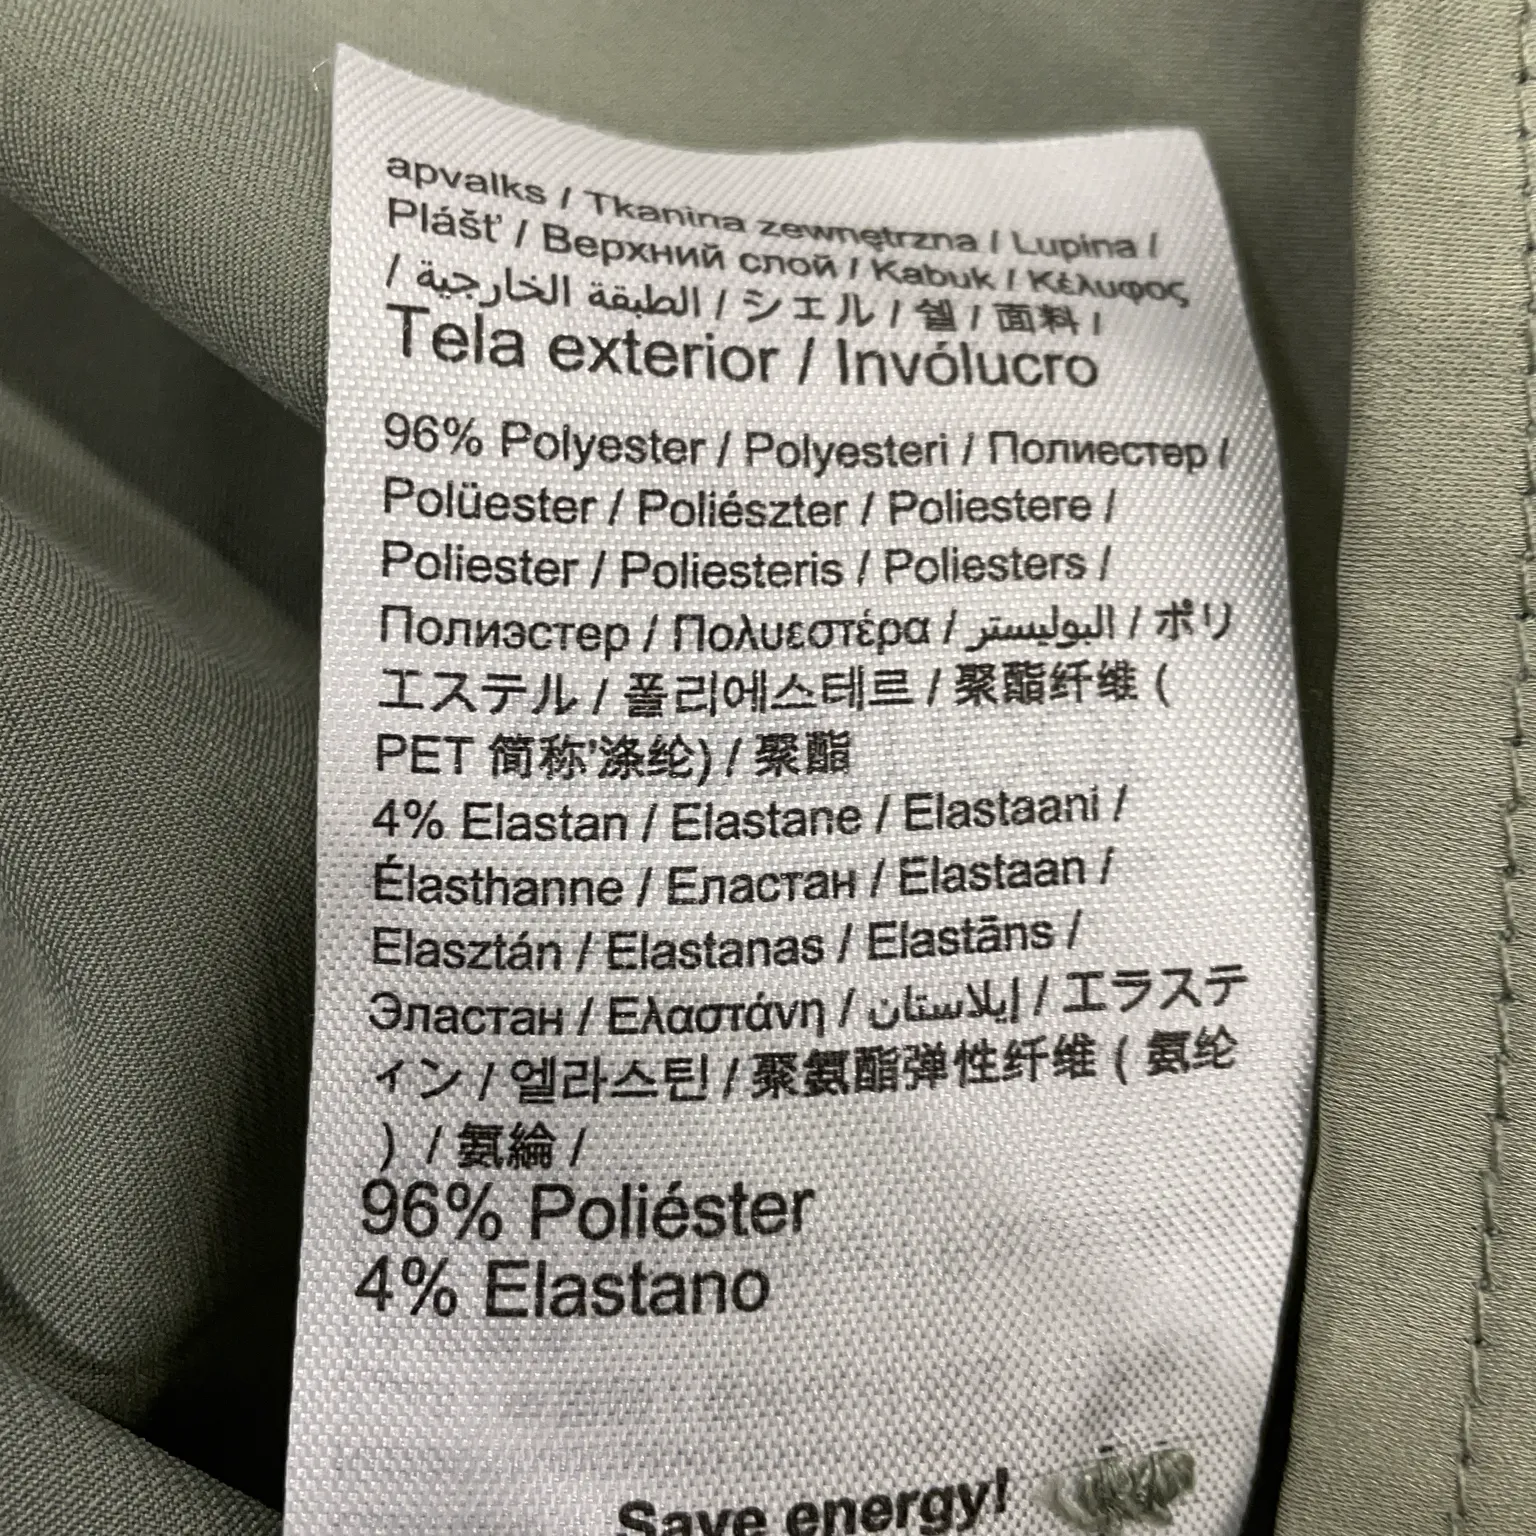 apvalks / Tkanina zewnętrzna / Lupina /
Plášť / Верхний слой / Kabuk / Κέλυφος
/ الطبقة الخارجية / シェル / 쉘 / 面料 /
Tela exterior / Invólucro
96% Polyester / Polyesteri / Полиестер /
Polüester / Poliészter / Poliestere /
Poliester / Poliesteris / Poliesters /
Полиэстер / Πολυεστέρα / البوليستر / ポリ
エステル / 폴리에스테르 / 聚酯纤维 (
PET 简称'涤纶) / 聚酯
4% Elastan / Elastane / Elastaani /
Élasthanne / Еластан / Elastaan /
Elasztán / Elastanas / Elastāns /
Эластан / Ελαστάνη / إيلاستان / エラステ
ィン / 엘라스틴 / 聚氨酯弹性纤维 ( 氨纶
) / 氨綸 /
96% Poliéster
4% Elastano
Save energy!